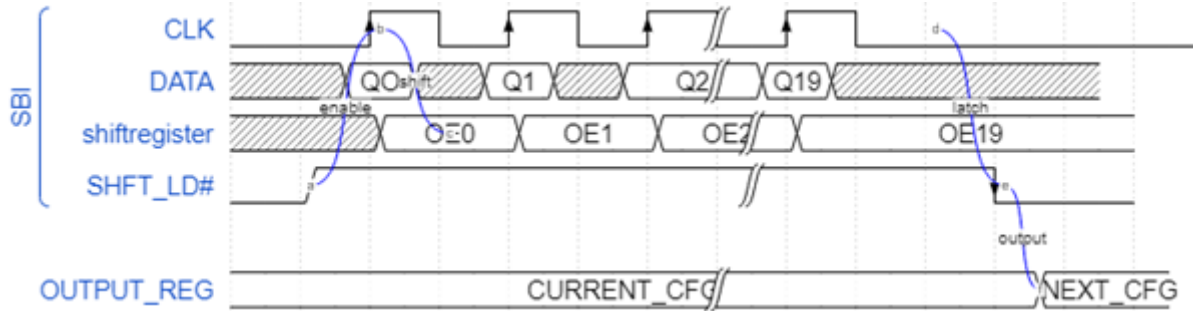 SBI
CLK b d
DATA Q0 shift Q1 Q2 Q19
enable latch
shiftregister OE0 c OE1 OE2 OE19
SHFT_LD# a e
output
OUTPUT_REG CURRENT_CFG NEXT_CFG